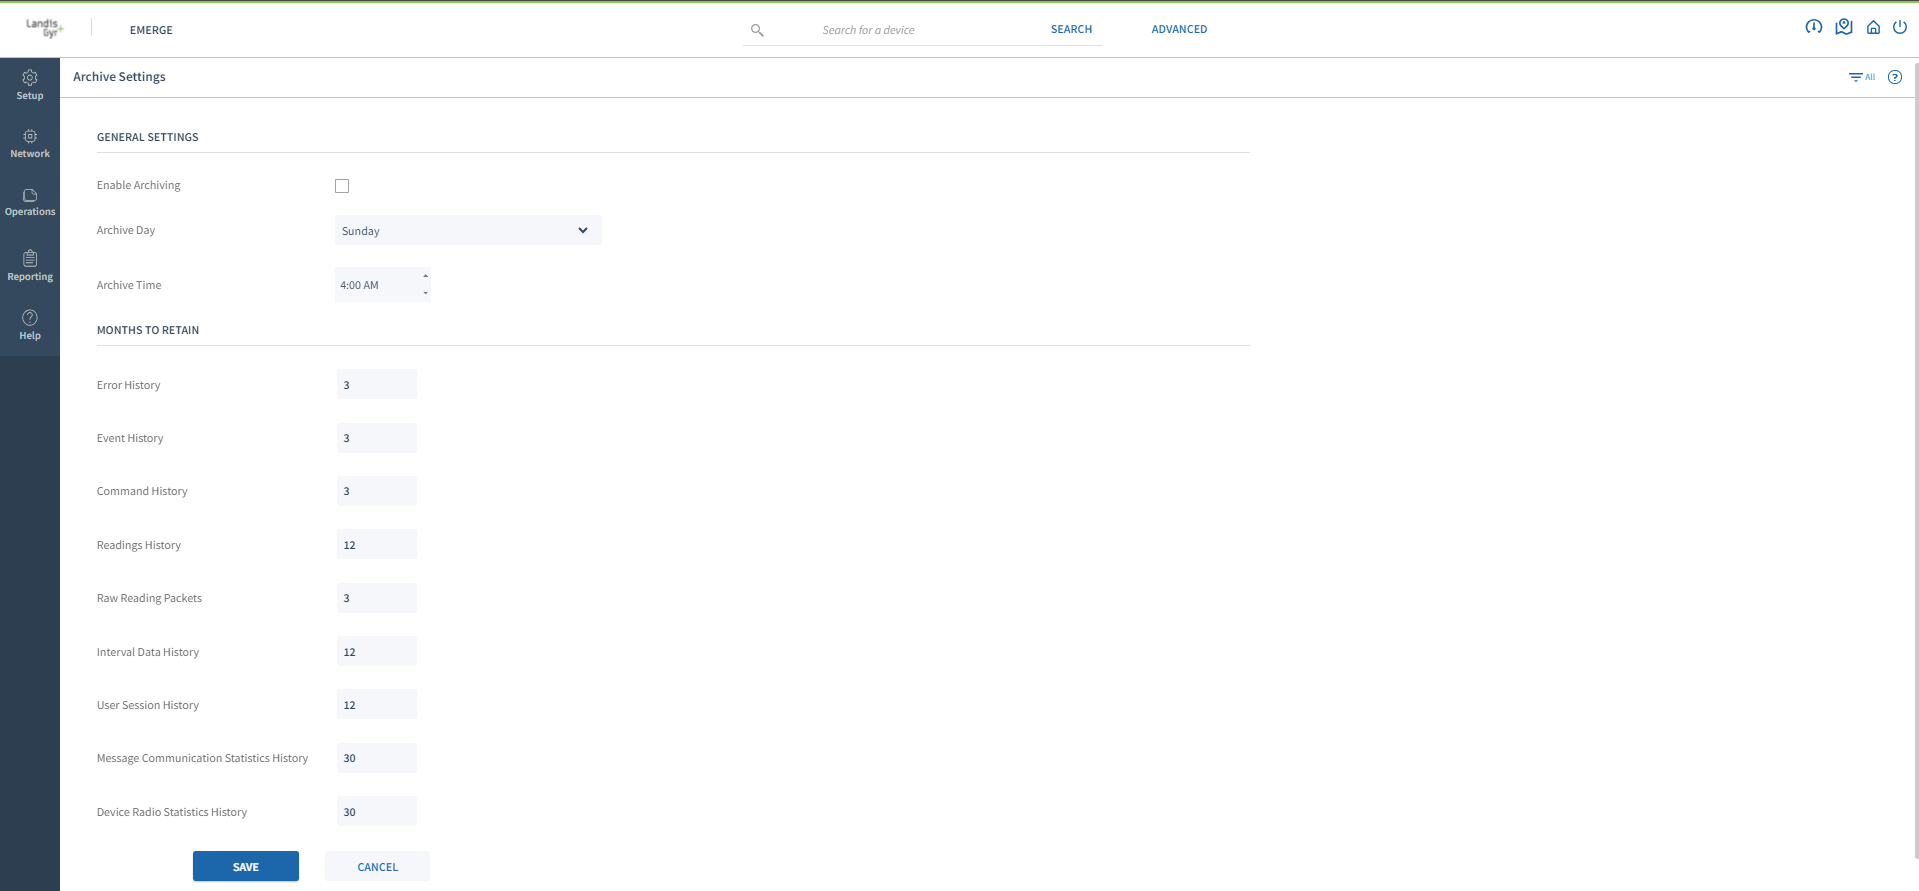 Landis
Gyr+
EMERGE
Search for a device
SEARCH
ADVANCED
Archive Settings
All
?
Setup
Network
Operations
Reporting
?
Help
GENERAL SETTINGS
Enable Archiving
Archive Day
Sunday
Archive Time
4:00 AM
MONTHS TO RETAIN
Error History
3
Event History
3
Command History
3
Readings History
12
Raw Reading Packets
3
Interval Data History
12
User Session History
12
Message Communication Statistics History
30
Device Radio Statistics History
30
SAVE
CANCEL